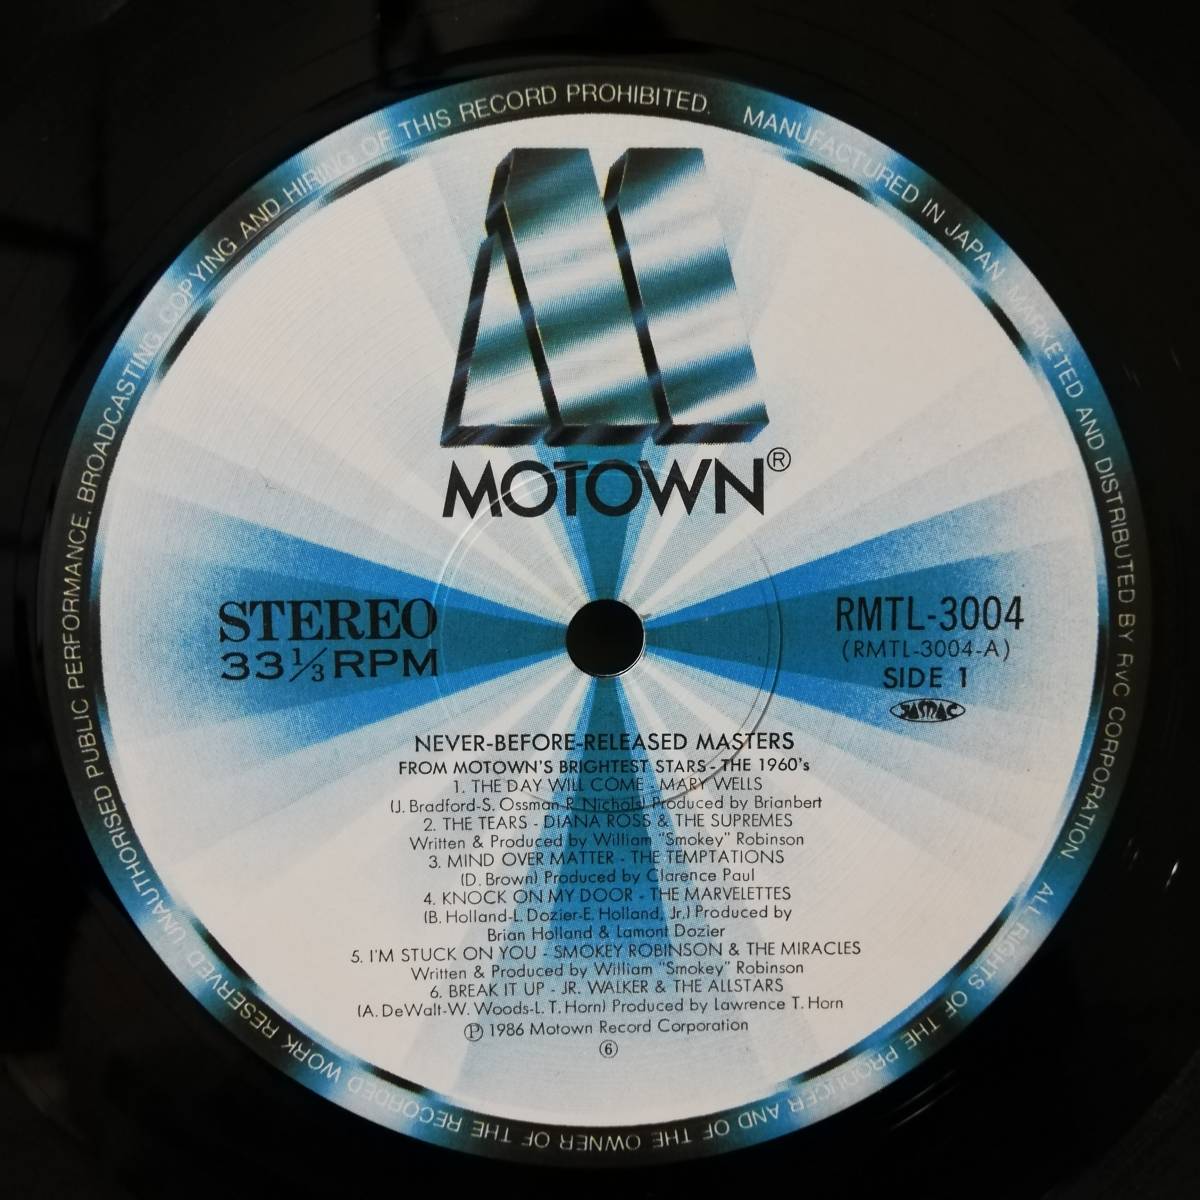 UNAUTHORISED PUBLIC PERFORMANCE, BROADCASTING, COPYING AND HIRING OF THIS RECORD PROHIBITED. MANUFACTURED IN JAPAN. MARKETED AND DISTRIBUTED BY RVC CORPORATION. ALL RIGHTS OF THE PRODUCER AND OF THE OWNER OF THE RECORDED WORK RESERVED.
MOTOWN®
STEREO
33 1/3 RPM
RMTL-3004
(RMTL-3004-A)
SIDE 1
JASRAC
NEVER-BEFORE-RELEASED MASTERS
FROM MOTOWN'S BRIGHTEST STARS - THE 1960's
1. THE DAY WILL COME - MARY WELLS
(J. Bradford-S. Ossman-R. Nichols) Produced by Brianbert
2. THE TEARS - DIANA ROSS & THE SUPREMES
Written & Produced by William "Smokey" Robinson
3. MIND OVER MATTER - THE TEMPTATIONS
(D. Brown) Produced by Clarence Paul
4. KNOCK ON MY DOOR - THE MARVELETTES
(B. Holland-L. Dozier-E. Holland, Jr.) Produced by
Brian Holland & Lamont Dozier
5. I'M STUCK ON YOU - SMOKEY ROBINSON & THE MIRACLES
Written & Produced by William "Smokey" Robinson
6. BREAK IT UP - JR. WALKER & THE ALLSTARS
(A. DeWalt-W. Woods-L. T. Horn) Produced by Lawrence T. Horn
℗ 1986 Motown Record Corporation
⑥